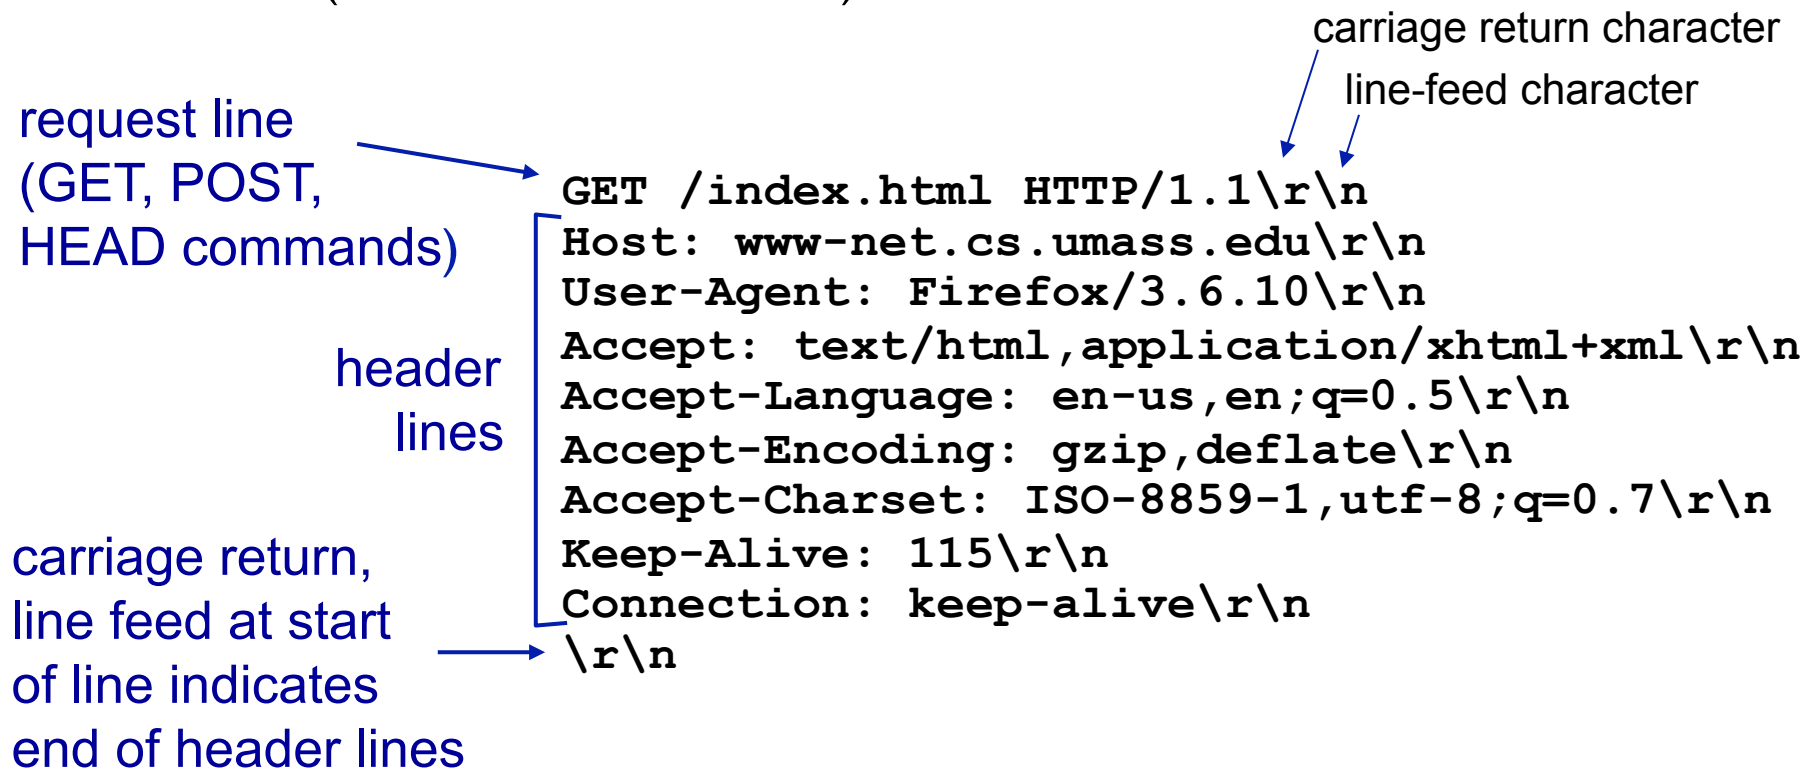 carriage return character
line-feed character
request line
(GET, POST,
HEAD commands)
GET /index.html HTTP/1.1\r\n
Host: www-net.cs.umass.edu\r\n
User-Agent: Firefox/3.6.10\r\n
Accept: text/html,application/xhtml+xml\r\n
Accept-Language: en-us,en;q=0.5\r\n
Accept-Encoding: gzip,deflate\r\n
Accept-Charset: ISO-8859-1,utf-8;q=0.7\r\n
Keep-Alive: 115\r\n
Connection: keep-alive\r\n
\r\n
header
lines
carriage return,
line feed at start
of line indicates
end of header lines